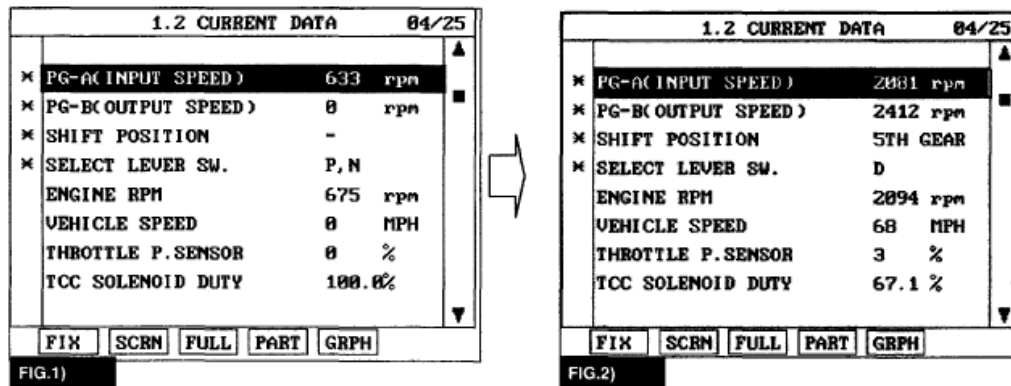 1.2 CURRENT DATA 04/25
* PG-A(INPUT SPEED) 633 rpm
* PG-B(OUTPUT SPEED) 0 rpm
* SHIFT POSITION -
* SELECT LEVER SW. P,N
ENGINE RPM 675 rpm
VEHICLE SPEED 0 MPH
THROTTLE P.SENSOR 0 %
TCC SOLENOID DUTY 100.0%
FIX SCRN FULL PART GRPH
FIG.1)
1.2 CURRENT DATA 04/25
* PG-A(INPUT SPEED) 2081 rpm
* PG-B(OUTPUT SPEED) 2412 rpm
* SHIFT POSITION 5TH GEAR
* SELECT LEVER SW. D
ENGINE RPM 2094 rpm
VEHICLE SPEED 68 MPH
THROTTLE P.SENSOR 3 %
TCC SOLENOID DUTY 67.1 %
FIX SCRN FULL PART GRPH
FIG.2)